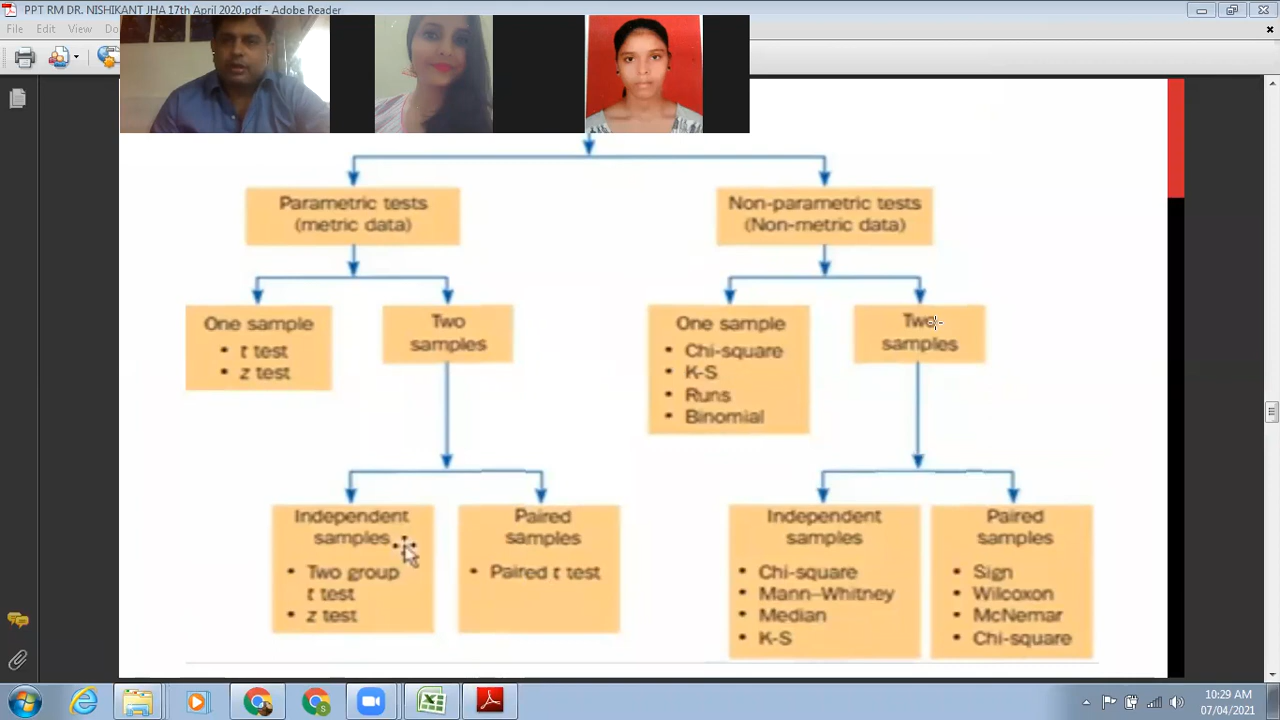 PPT RM DR. NISHIKANT JHA 17th April 2020.pdf - Adobe Reader
File Edit View Do
Parametric tests
(metric data)
Non-parametric tests
(Non-metric data)
One sample
• t test
• z test
Two
samples
One sample
• Chi-square
• K-S
• Runs
• Binomial
Two
samples
Independent
samples
• Two group
t test
• z test
Paired
samples
• Paired t test
Independent
samples
• Chi-square
• Mann–Whitney
• Median
• K-S
Paired
samples
• Sign
• Wilcoxon
• McNemar
• Chi-square
10:29 AM
07/04/2021